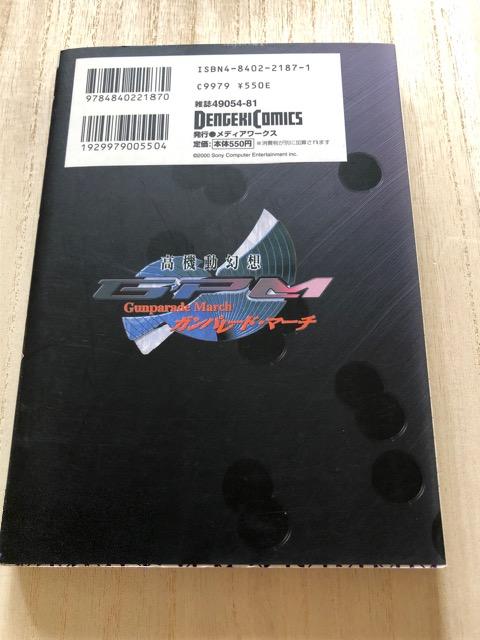 ISBN4-8402-2187-1
C9979 ¥550E
9784840221870
雑誌49054-81
DENGEKI COMICS
発行●メディアワークス
定価:本体550円 ※消費税が別に加算されます
1929979005504
©2000 Sony Computer Entertainment inc.
高機動幻想
GPM
Gunparade March
ガンパレード・マーチ